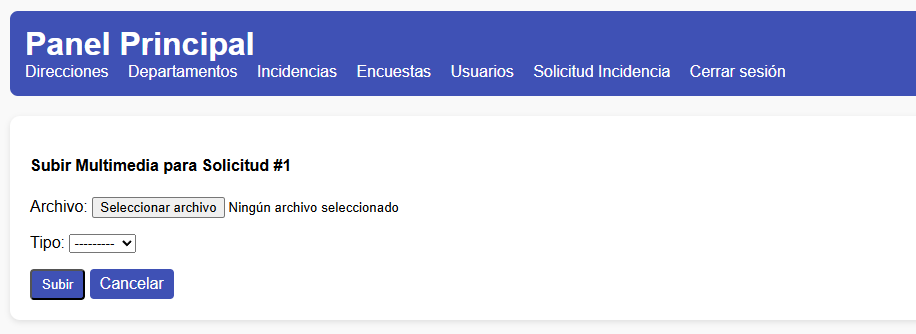 Panel Principal
Direcciones Departamentos Incidencias Encuestas Usuarios Solicitud Incidencia Cerrar sesión
Subir Multimedia para Solicitud #1
Archivo: Seleccionar archivo Ningún archivo seleccionado
Tipo: ---------
Subir Cancelar